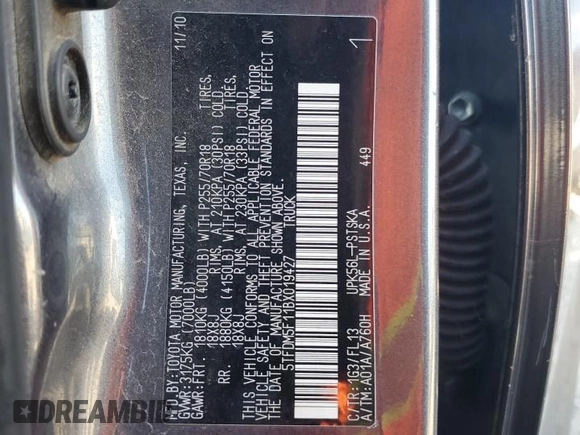 MFD.BY:TOYOTA MOTOR MANUFACTURING, TEXAS, INC. 11/10
GVWR:3175KG(7000LB)
GAWR:FRT. 1810KG (4000LB) WITH P255/70R18 TIRES,
18X8J RIMS, AT 210KPA (30PSI) COLD.
RR. 1880KG (4150LB) WITH P255/70R18 TIRES,
18X8J RIMS, AT 230KPA (33PSI) COLD.
THIS VEHICLE CONFORMS TO ALL APPLICABLE FEDERAL MOTOR
VEHICLE SAFETY AND THEFT PREVENTION STANDARDS IN EFFECT ON
THE DATE OF MANUFACTURE SHOWN ABOVE.
5TFDM5F11BX019427 TRUCK
C/TR:1G3/FL13 UPK56L-PSTSKA
A/TM:A01A/A760H MADE IN U.S.A. 449
1
DREAMBID